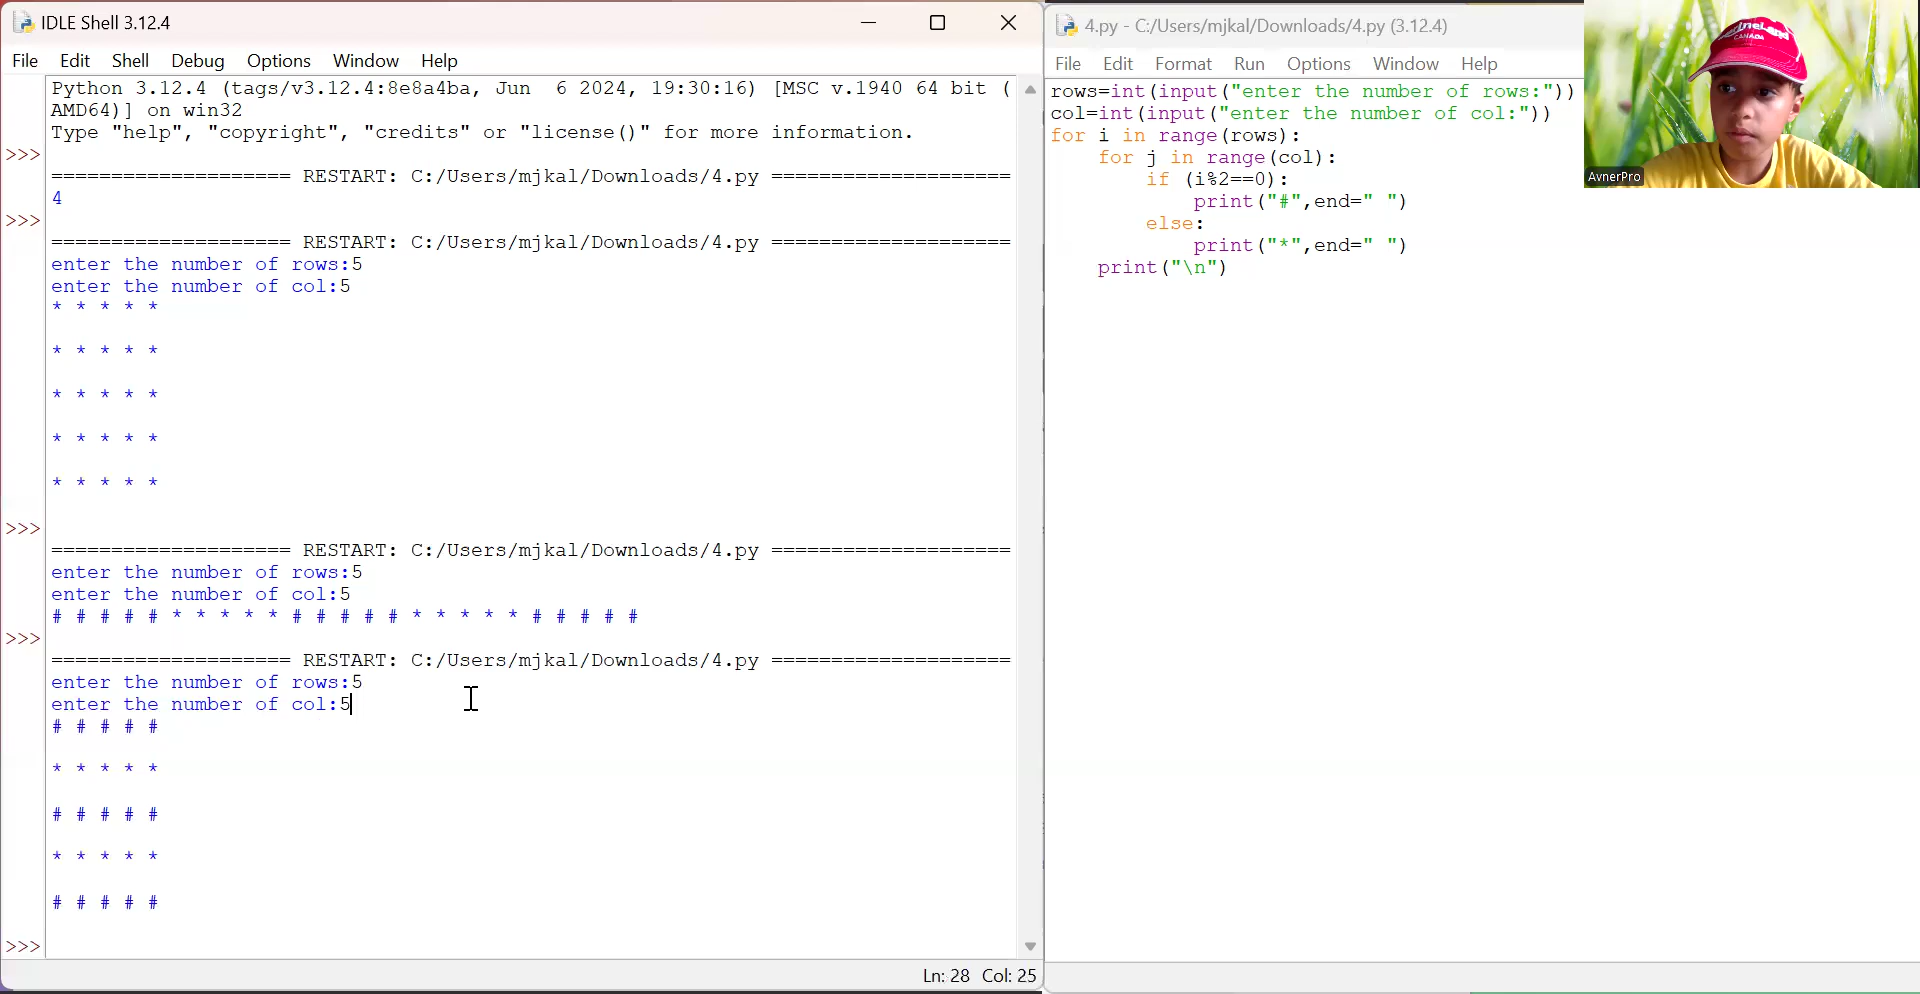 IDLE Shell 3.12.4
File Edit Shell Debug Options Window Help
Python 3.12.4 (tags/v3.12.4:8e8a4ba, Jun  6 2024, 19:30:16) [MSC v.1940 64 bit (
AMD64)] on win32
Type "help", "copyright", "credits" or "license()" for more information.
>>>
==================== RESTART: C:/Users/mjkal/Downloads/4.py ====================
4
>>>
==================== RESTART: C:/Users/mjkal/Downloads/4.py ====================
enter the number of rows:5
enter the number of col:5
* * * * *
* * * * *
* * * * *
* * * * *
* * * * *
>>>
==================== RESTART: C:/Users/mjkal/Downloads/4.py ====================
enter the number of rows:5
enter the number of col:5
# # # # # * * * * * # # # # # * * * * * # # # # #
>>>
==================== RESTART: C:/Users/mjkal/Downloads/4.py ====================
enter the number of rows:5
enter the number of col:5
# # # # #
* * * * *
# # # # #
* * * * *
# # # # #
>>>
Ln: 28 Col: 25
4.py - C:/Users/mjkal/Downloads/4.py (3.12.4)
File Edit Format Run Options Window Help
rows=int(input("enter the number of rows:"))
col=int(input("enter the number of col:"))
for i in range(rows):
    for j in range(col):
        if (i%2==0):
            print("#",end=" ")
        else:
            print("*",end=" ")
    print("\n")
CANADA
AvnerPro